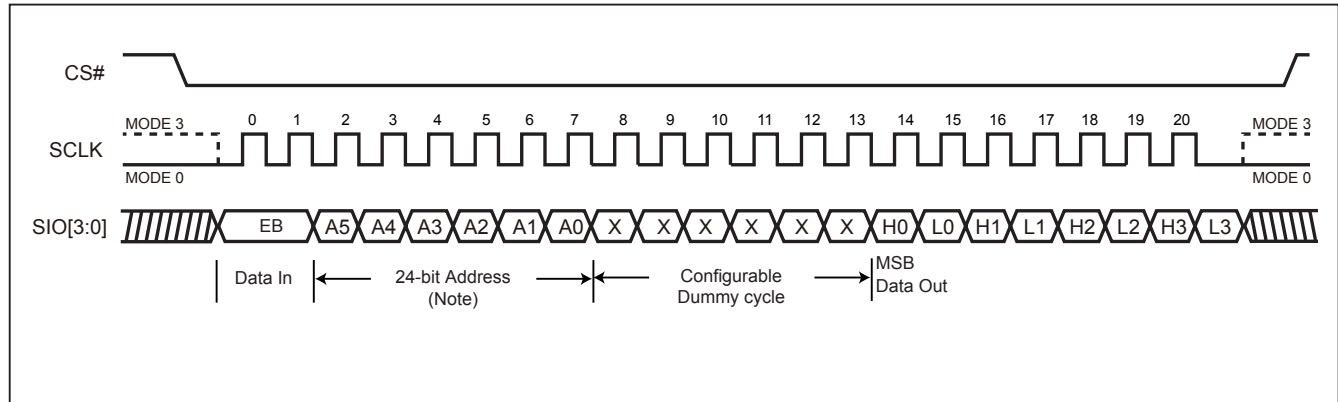 CS#
MODE 3 0 1 2 3 4 5 6 7 8 9 10 11 12 13 14 15 16 17 18 19 20 MODE 3
SCLK
MODE 0 MODE 0
SIO[3:0] EB A5 A4 A3 A2 A1 A0 X X X X X X H0 L0 H1 L1 H2 L2 H3 L3
Data In 24-bit Address Configurable MSB
(Note) Dummy cycle Data Out